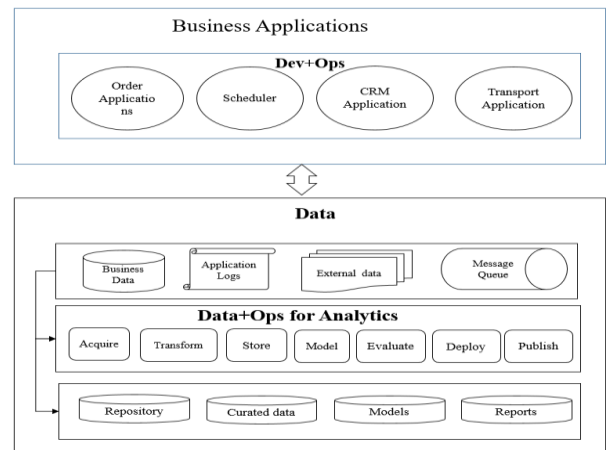 Business Applications
Dev+Ops
Order
Applicatio
ns
Scheduler
CRM
Application
Transport
Application
Data
Business
Data
Application
Logs
External data
Message
Queue
Data+Ops for Analytics
Acquire
Transform
Store
Model
Evaluate
Deploy
Publish
Repository
Curated data
Models
Reports